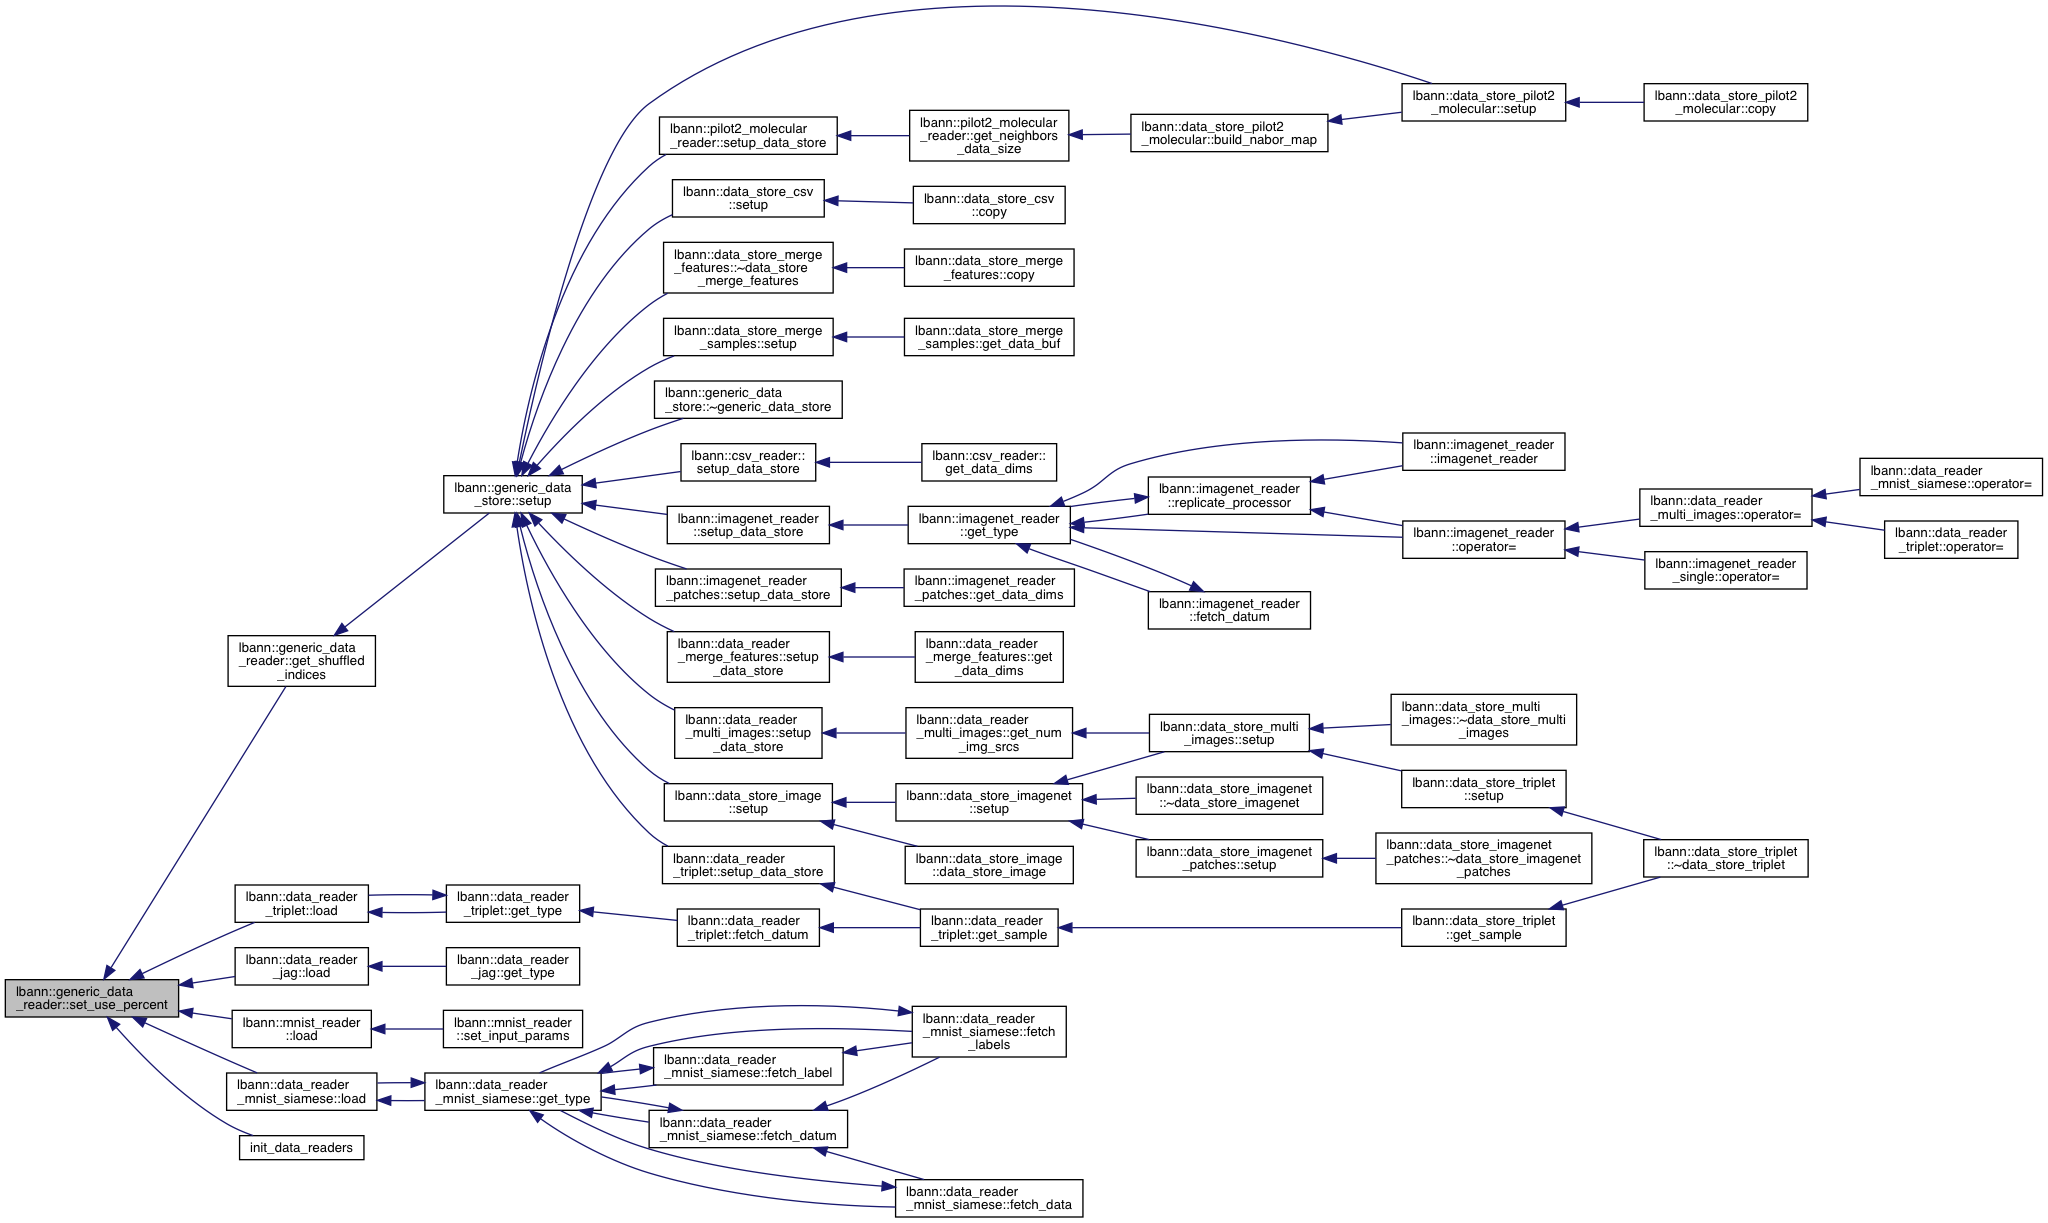 lbann::data_store_pilot2
_molecular::setup
lbann::data_store_pilot2
_molecular::copy
lbann::pilot2_molecular
_reader::setup_data_store
lbann::pilot2_molecular
_reader::get_neighbors
_data_size
lbann::data_store_pilot2
_molecular::build_nabor_map
lbann::data_store_csv
::setup
lbann::data_store_csv
::copy
lbann::data_store_merge
_features::~data_store
_merge_features
lbann::data_store_merge
_features::copy
lbann::data_store_merge
_samples::setup
lbann::data_store_merge
_samples::get_data_buf
lbann::generic_data
_store::~generic_data_store
lbann::csv_reader::
setup_data_store
lbann::csv_reader::
get_data_dims
lbann::imagenet_reader
::imagenet_reader
lbann::generic_data
_store::setup
lbann::imagenet_reader
::setup_data_store
lbann::imagenet_reader
::get_type
lbann::imagenet_reader
::replicate_processor
lbann::imagenet_reader
::operator=
lbann::data_reader
_multi_images::operator=
lbann::data_reader
_mnist_siamese::operator=
lbann::data_reader
_triplet::operator=
lbann::imagenet_reader
_single::operator=
lbann::imagenet_reader
_patches::setup_data_store
lbann::imagenet_reader
_patches::get_data_dims
lbann::imagenet_reader
::fetch_datum
lbann::generic_data
_reader::get_shuffled
_indices
lbann::data_reader
_merge_features::setup
_data_store
lbann::data_reader
_merge_features::get
_data_dims
lbann::data_reader
_multi_images::setup
_data_store
lbann::data_reader
_multi_images::get_num
_img_srcs
lbann::data_store_multi
_images::setup
lbann::data_store_multi
_images::~data_store_multi
_images
lbann::data_store_image
::setup
lbann::data_store_imagenet
::setup
lbann::data_store_imagenet
::~data_store_imagenet
lbann::data_store_triplet
::setup
lbann::data_reader
_triplet::setup_data_store
lbann::data_store_image
::data_store_image
lbann::data_store_imagenet
_patches::setup
lbann::data_store_imagenet
_patches::~data_store_imagenet
_patches
lbann::data_store_triplet
::~data_store_triplet
lbann::data_reader
_triplet::load
lbann::data_reader
_triplet::get_type
lbann::data_reader
_triplet::fetch_datum
lbann::data_reader
_triplet::get_sample
lbann::data_store_triplet
::get_sample
lbann::data_reader
_jag::load
lbann::data_reader
_jag::get_type
lbann::generic_data
_reader::set_use_percent
lbann::mnist_reader
::load
lbann::mnist_reader
::set_input_params
lbann::data_reader
_mnist_siamese::fetch
_labels
lbann::data_reader
_mnist_siamese::load
lbann::data_reader
_mnist_siamese::get_type
lbann::data_reader
_mnist_siamese::fetch_label
lbann::data_reader
_mnist_siamese::fetch_datum
init_data_readers
lbann::data_reader
_mnist_siamese::fetch_data